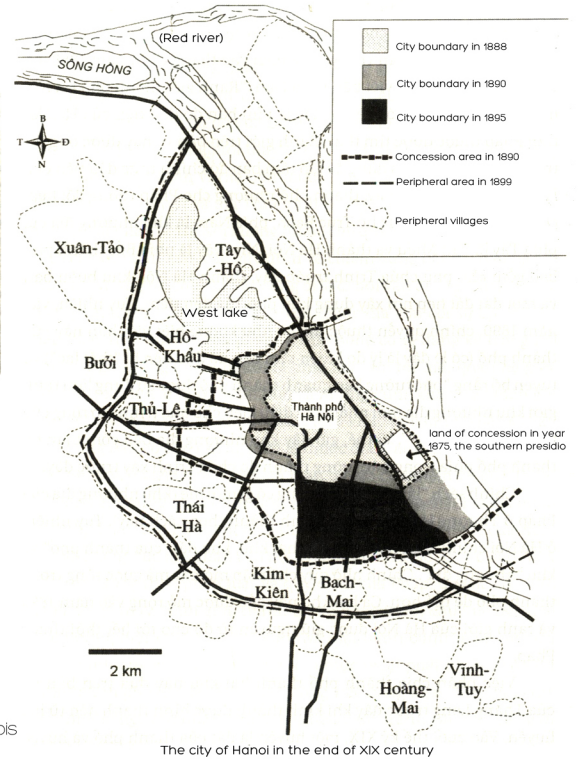 (Red river)
SÔNG HỒNG
City boundary in 1888
City boundary in 1890
City boundary in 1895
Concession area in 1890
Peripheral area in 1899
Peripheral villages
B
T
Đ
N
Xuân-Tảo
Tây
-Hồ
West lake
Hồ-
Khẩu
Bưởi
Thủ-Lê
Thành phố
Hà Nội
land of concession in year
1875, the southern presidio
Thái
-Hà
Kim-
Kiên
Bach-
Mai
2 km
Hoàng-
Mai
Vĩnh-
Tuy
ois
The city of Hanoi in the end of XIX century